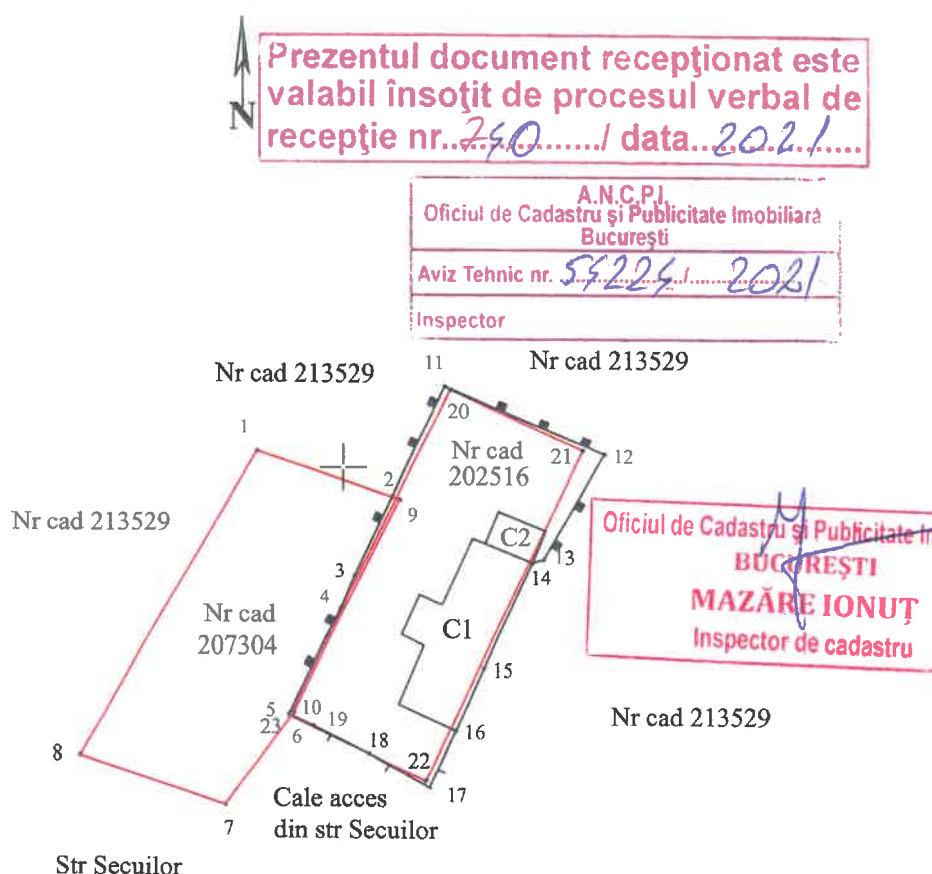 Prezentul document recepţionat este
valabil însoţit de procesul verbal de
recepţie nr...740.../ data...2021...
N
A.N.C.P.I.
Oficiul de Cadastru şi Publicitate Imobiliară
Bucureşti
Aviz Tehnic nr. 54224/....2021
Inspector
Nr cad 213529
Nr cad 213529
11
20
1
Nr cad
202516
21
12
2
9
Nr cad 213529
C2
13
14
Oficiul de Cadastru şi Publicitate
BUCUREŞTI
MAZĂRE IONUŢ
Inspector de cadastru
3
4
Nr cad
207304
C1
15
5
10
23
6
19
16
Nr cad 213529
8
18
22
17
7
Cale acces
din str Secuilor
Str Secuilor